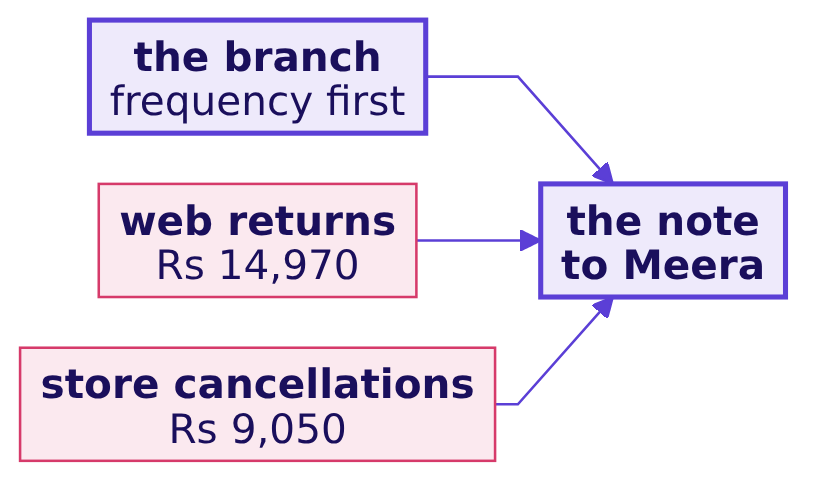 the branch
frequency first
web returns
Rs 14,970
the note
to Meera
store cancellations
Rs 9,050